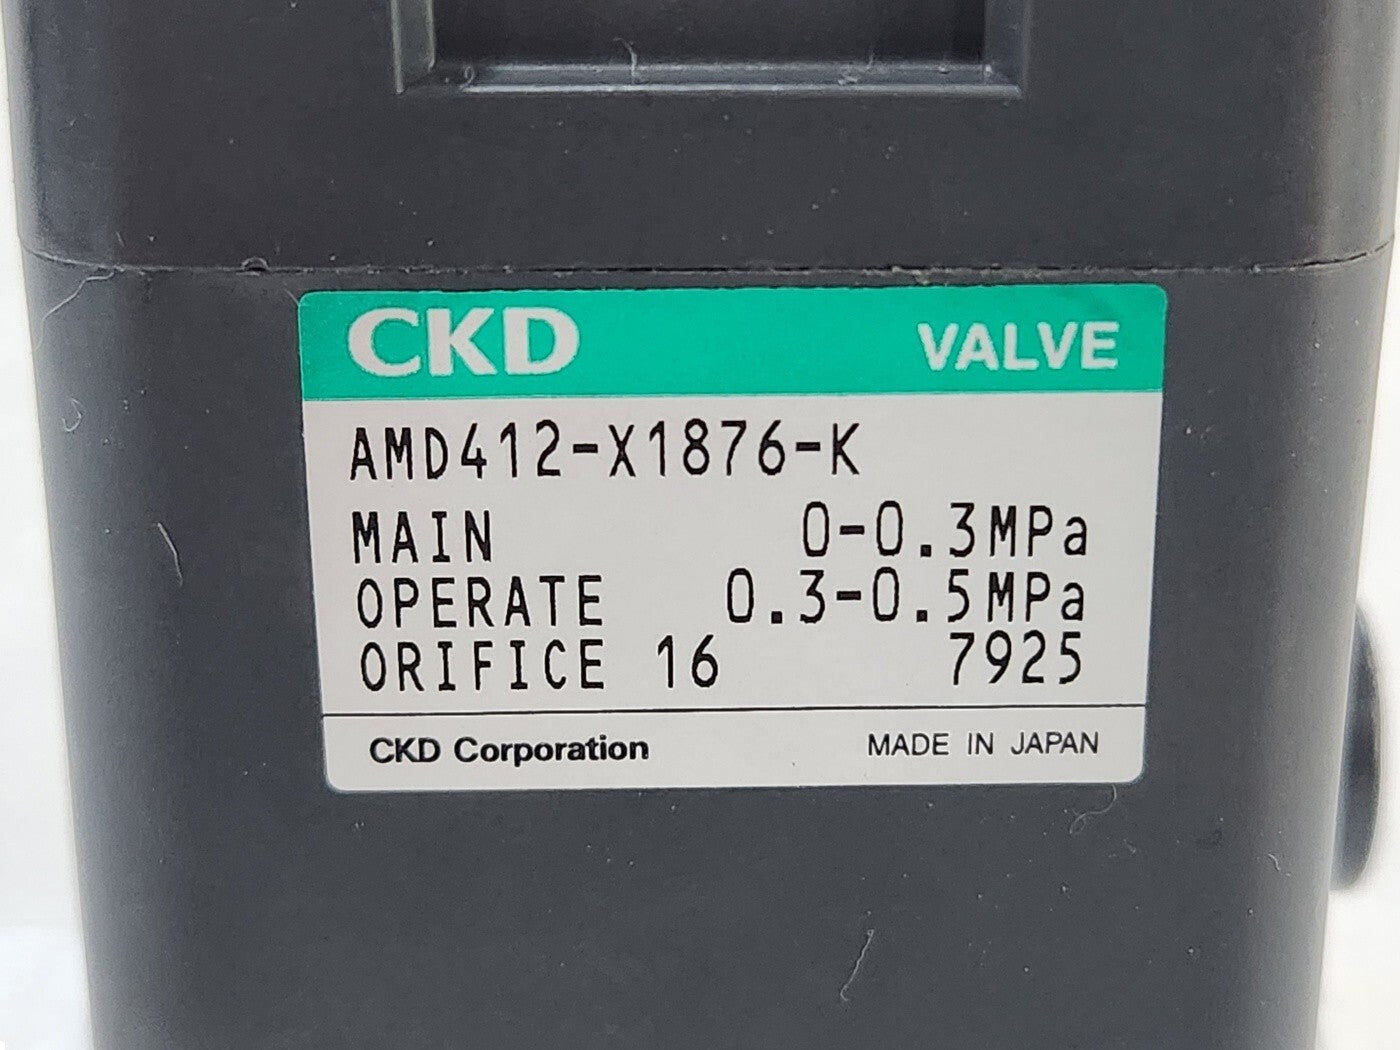 CKD VALVE
AMD412-X1876-K
MAIN 0-0.3MPa
OPERATE 0.3-0.5MPa
ORIFICE 16 7925
CKD Corporation MADE IN JAPAN